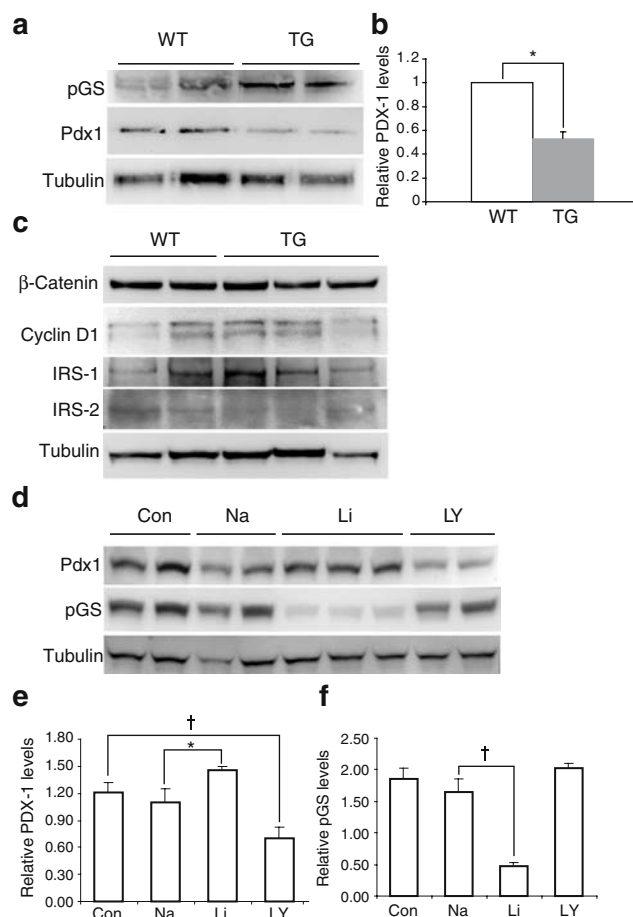 a
WT TG
pGS
Pdx1
Tubulin
b
Relative PDX-1 levels
1.2
1
0.8
0.6
0.4
0.2
0
*
WT TG
c
WT TG
β-Catenin
Cyclin D1
IRS-1
IRS-2
Tubulin
d
Con Na Li LY
Pdx1
pGS
Tubulin
e
Relative PDX-1 levels
1.80
1.50
1.20
0.90
0.60
0.30
0.00
†
*
Con Na Li LY
f
Relative pGS levels
2.50
2.00
1.50
1.00
0.50
0.00
†
Con Na Li LY